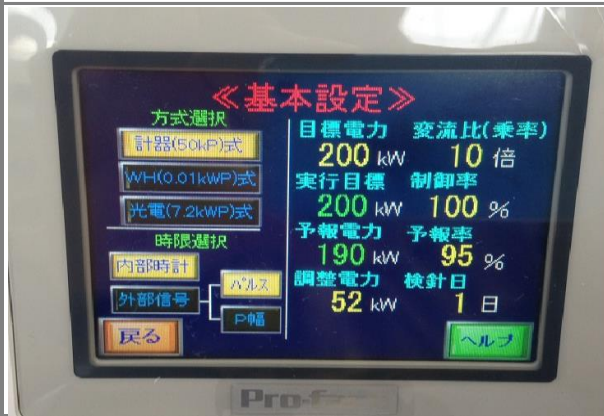 ≪基本設定≫
方式選択
計器(50kP)式
WH(0.01kWP)式
光電(7.2kWP)式
時限選択
内部時計
外部信号
パルス
P幅
戻る
目標電力 変流比(乗率)
200 kW 10 倍
実行目標 制御率
200 kW 100 %
予報電力 予報率
190 kW 95 %
調整電力 検針日
52 kW 1 日
ヘルプ
Pro-f